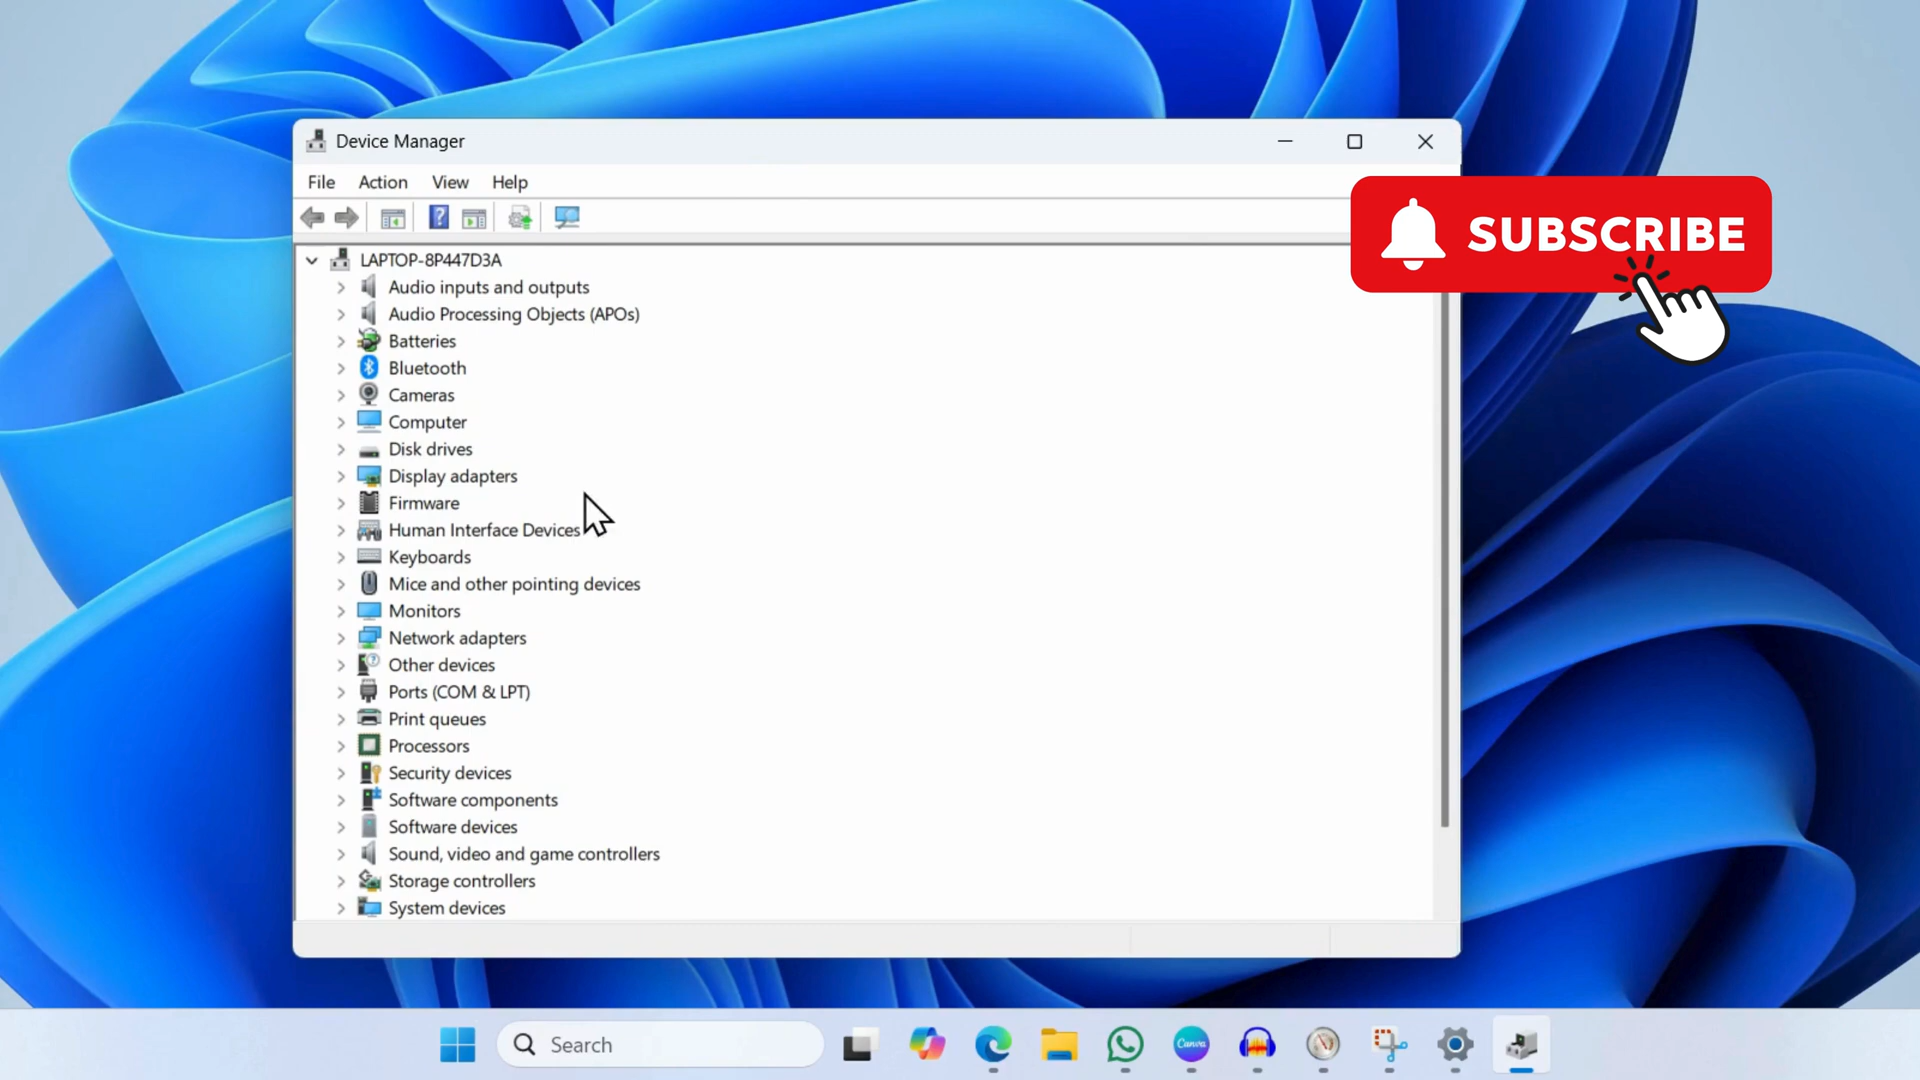 Device Manager
File Action View Help
SUBSCRIBE
LAPTOP-8P447D3A
Audio inputs and outputs
Audio Processing Objects (APOs)
Batteries
Bluetooth
Cameras
Computer
Disk drives
Display adapters
Firmware
Human Interface Devices
Keyboards
Mice and other pointing devices
Monitors
Network adapters
Other devices
Ports (COM & LPT)
Print queues
Processors
Security devices
Software components
Software devices
Sound, video and game controllers
Storage controllers
System devices
Search
Canva